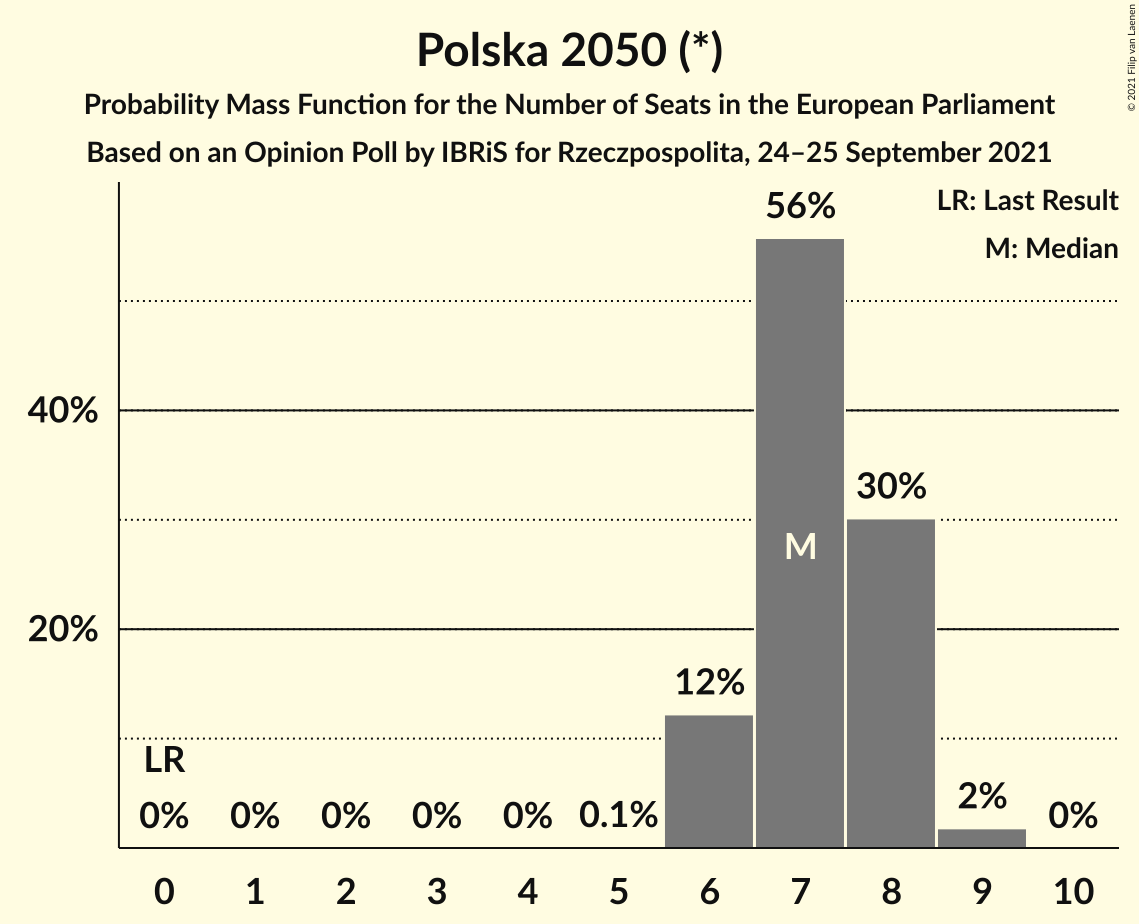 Polska 2050 (*)
Probability Mass Function for the Number of Seats in the European Parliament
Based on an Opinion Poll by IBRiS for Rzeczpospolita, 24–25 September 2021
© 2021 Filip van Laenen
LR: Last Result
M: Median
56%
40%
30%
M
20%
12%
LR
0% 0% 0% 0% 0% 0.1% 2% 0%
0 1 2 3 4 5 6 7 8 9 10